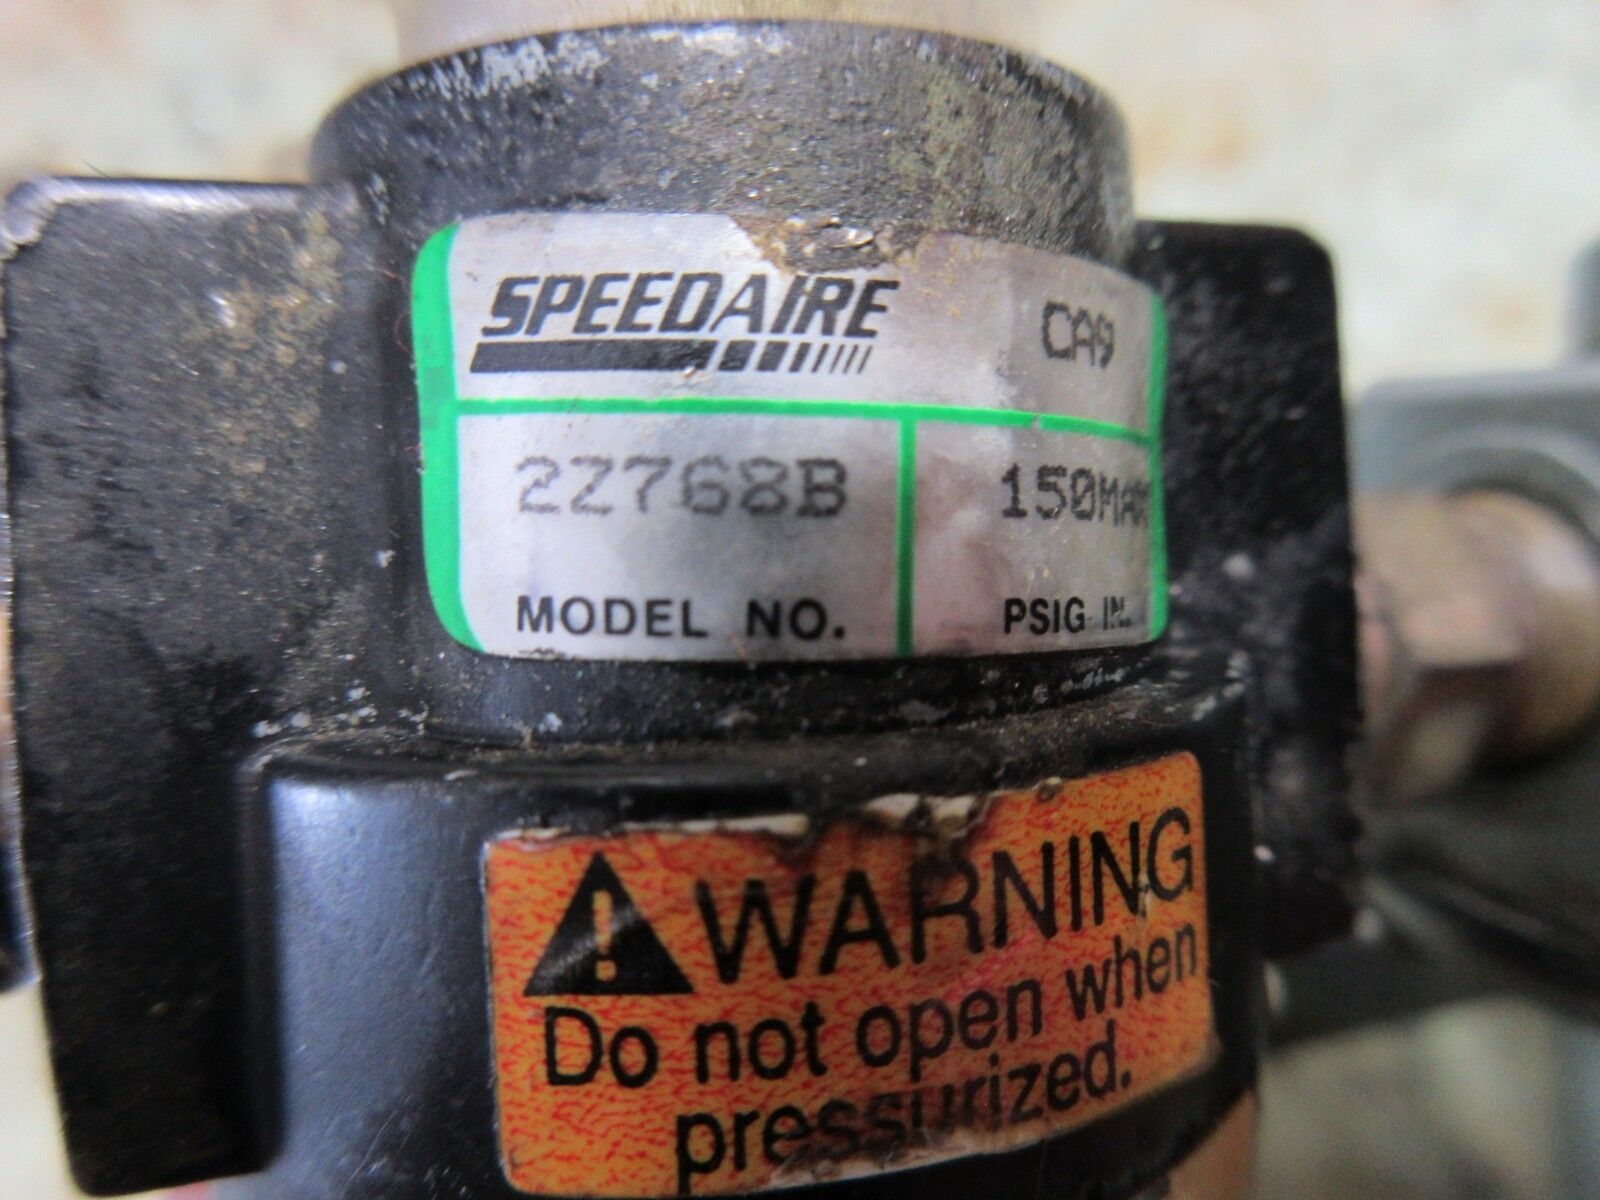 SPEEDAIRE CA9
2Z768B 150MAX
MODEL NO. PSIG IN.
WARNING
Do not open when
pressurized.